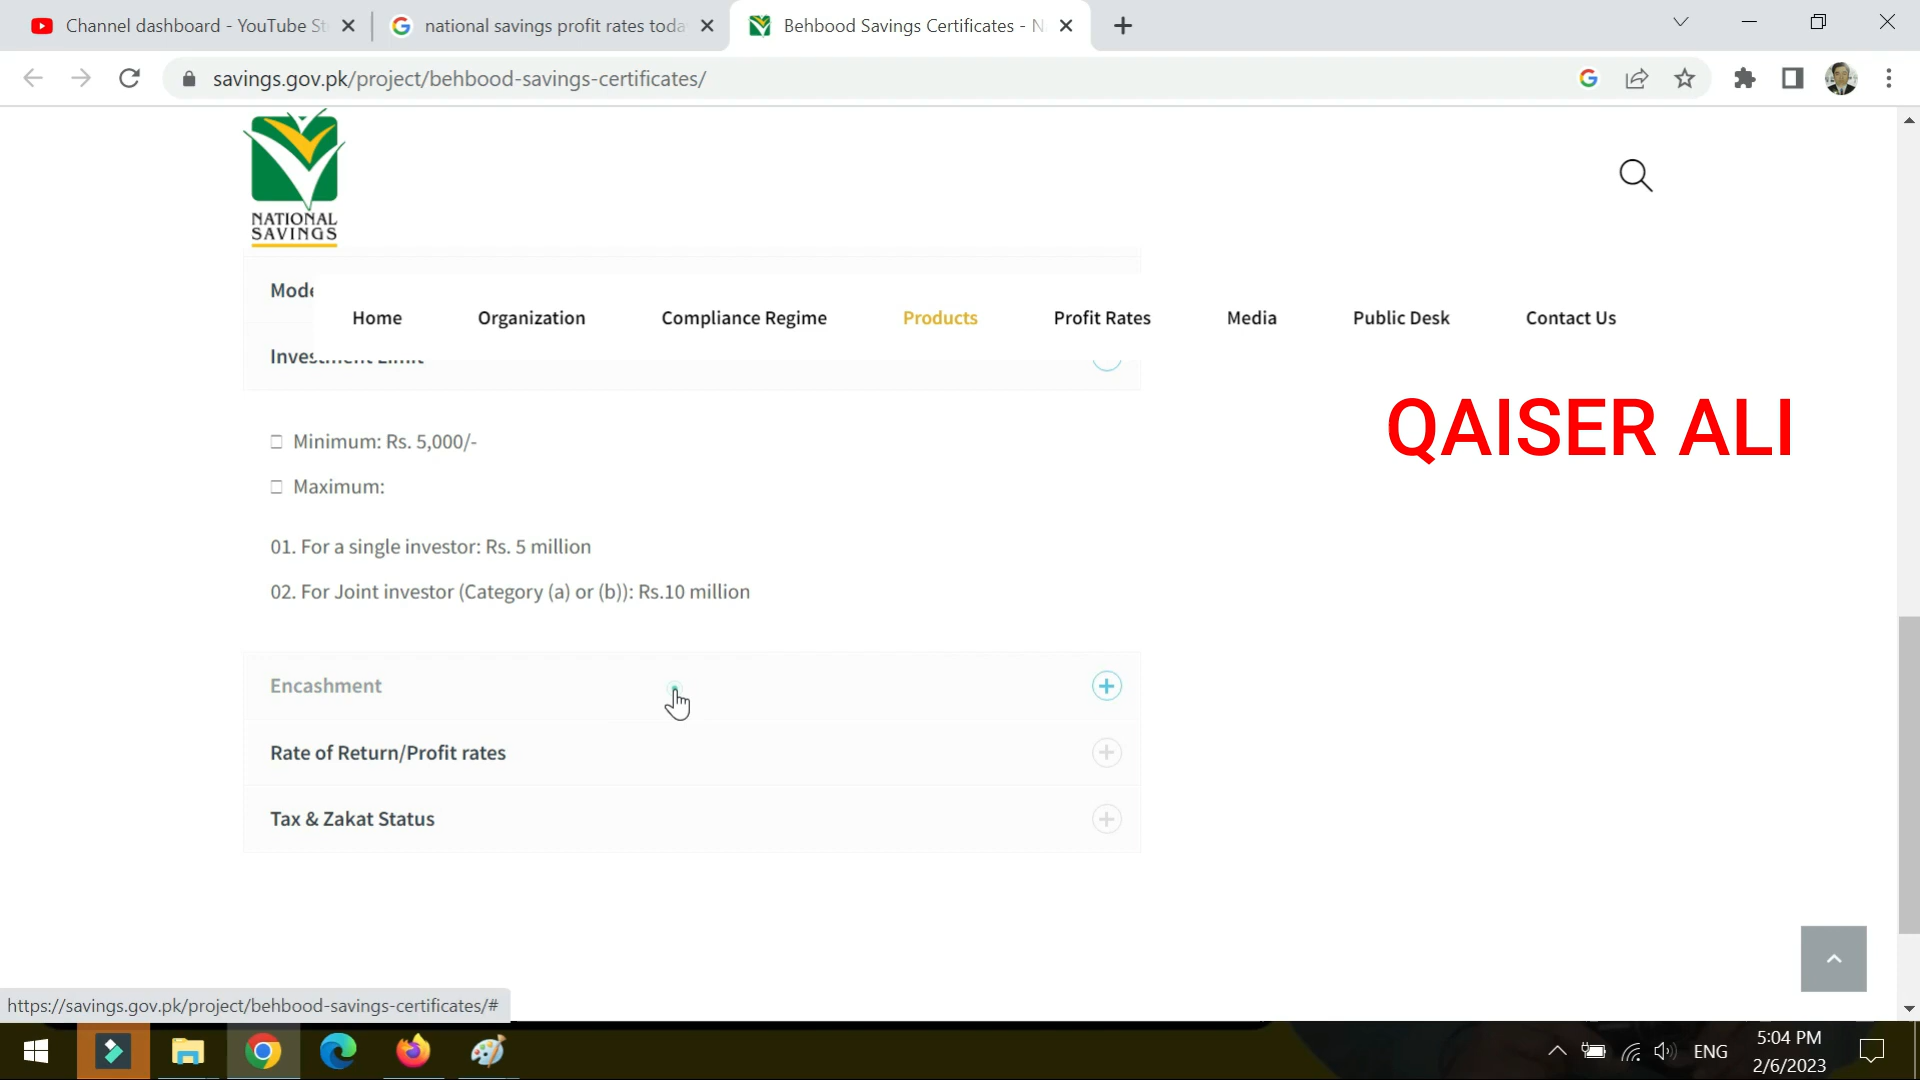 Channel dashboard - YouTube St
national savings profit rates toda
Behbood Savings Certificates - N
savings.gov.pk/project/behbood-savings-certificates/
NATIONAL
SAVINGS
Mode
Home
Organization
Compliance Regime
Products
Profit Rates
Media
Public Desk
Contact Us
Investment Limit
QAISER ALI
Minimum: Rs. 5,000/-
Maximum:
01. For a single investor: Rs. 5 million
02. For Joint investor (Category (a) or (b)): Rs.10 million
Encashment
Rate of Return/Profit rates
Tax & Zakat Status
https://savings.gov.pk/project/behbood-savings-certificates/#
ENG
5:04 PM
2/6/2023